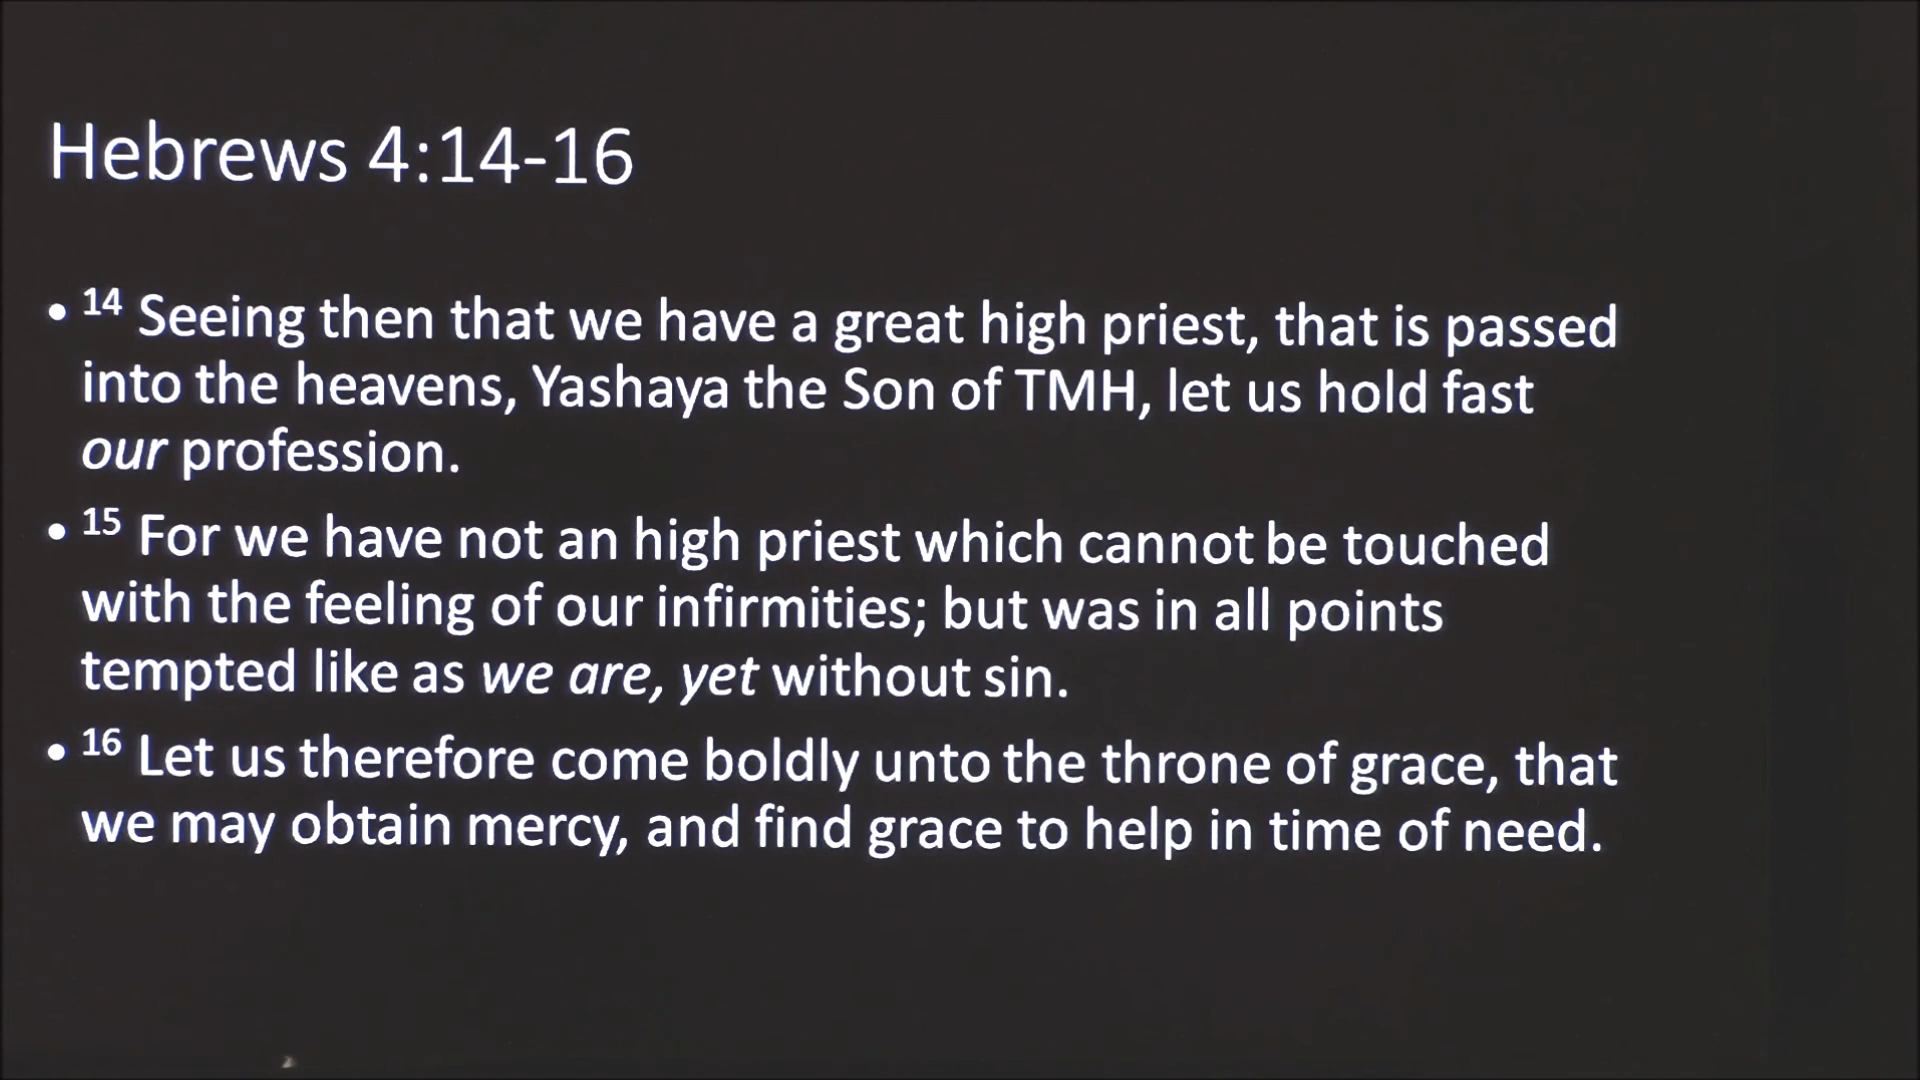 Hebrews 4:14-16
• 14 Seeing then that we have a great high priest, that is passed
into the heavens, Yashaya the Son of TMH, let us hold fast
our profession.
• 15 For we have not an high priest which cannot be touched
with the feeling of our infirmities; but was in all points
tempted like as we are, yet without sin.
• 16 Let us therefore come boldly unto the throne of grace, that
we may obtain mercy, and find grace to help in time of need.